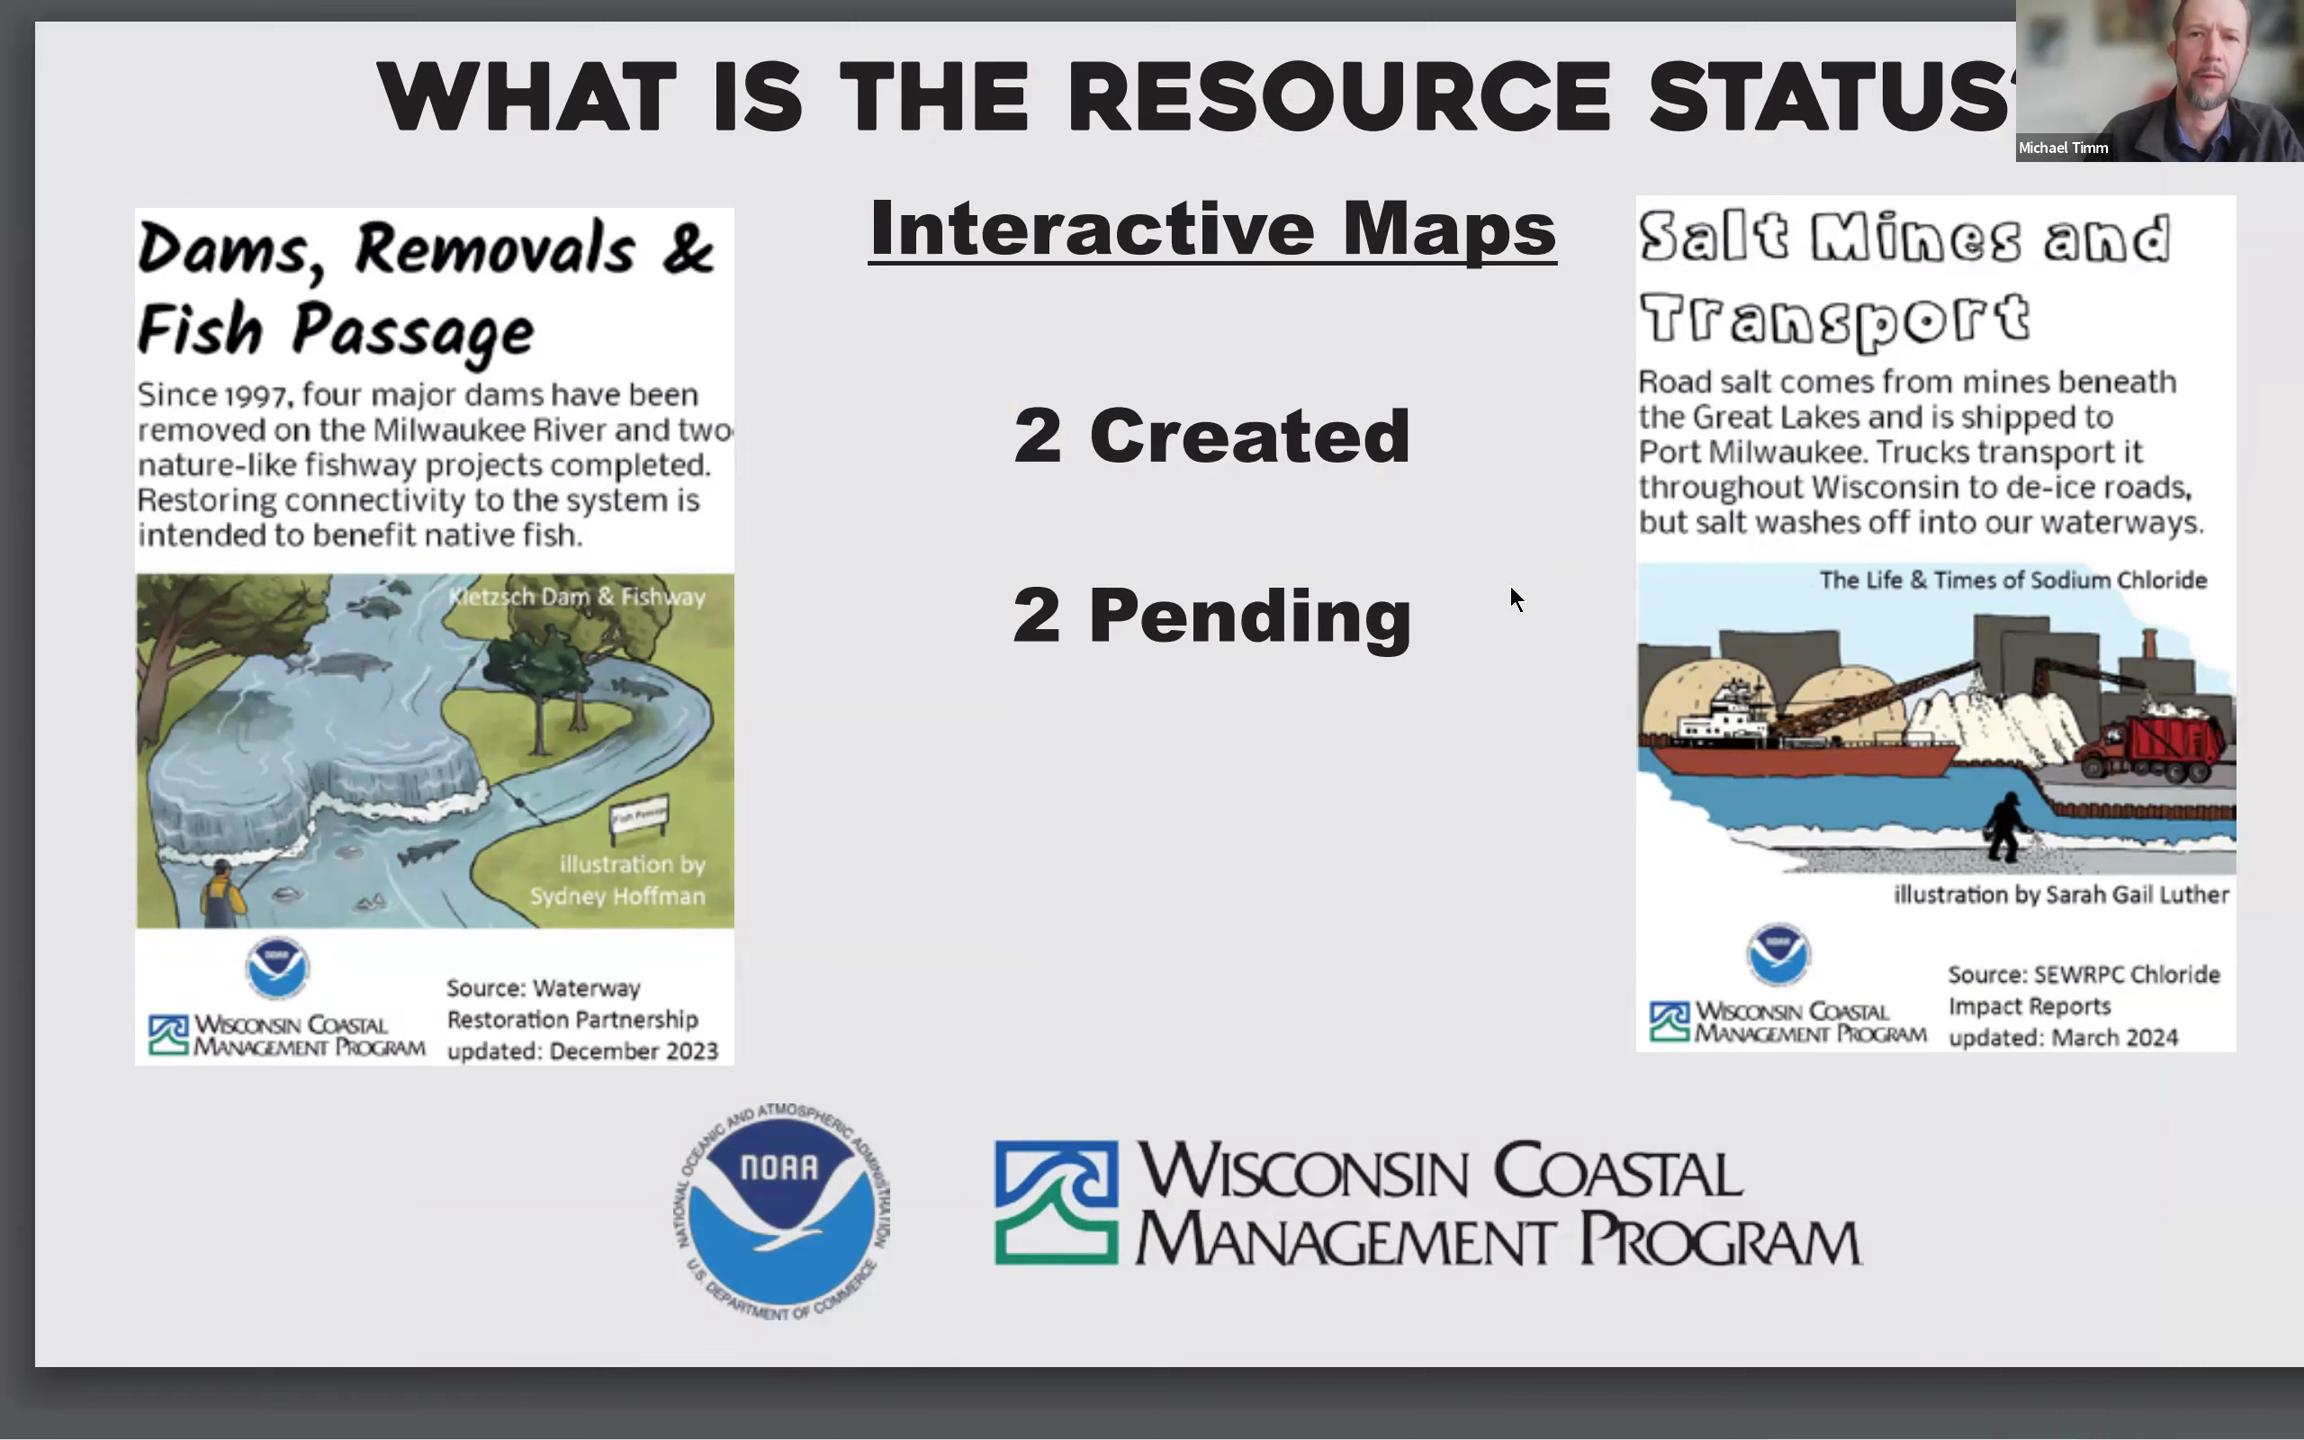 WHAT IS THE RESOURCE STATUS?
Michael Timm
Dams, Removals &
Fish Passage
Since 1997, four major dams have been
removed on the Milwaukee River and two
nature-like fishway projects completed.
Restoring connectivity to the system is
intended to benefit native fish.
Kletzsch Dam & Fishway
Fish Passage
illustration by
Sydney Hoffman
NOAA
WISCONSIN COASTAL
MANAGEMENT PROGRAM
Source: Waterway
Restoration Partnership
updated: December 2023
Interactive Maps
2 Created
2 Pending
Salt Mines and
Transport
Road salt comes from mines beneath
the Great Lakes and is shipped to
Port Milwaukee. Trucks transport it
throughout Wisconsin to de-ice roads,
but salt washes off into our waterways.
The Life & Times of Sodium Chloride
illustration by Sarah Gail Luther
NOAA
WISCONSIN COASTAL
MANAGEMENT PROGRAM
Source: SEWRPC Chloride
Impact Reports
updated: March 2024
NATIONAL OCEANIC AND ATMOSPHERIC ADMINISTRATION
NOAA
U.S. DEPARTMENT OF COMMERCE
WISCONSIN COASTAL
MANAGEMENT PROGRAM